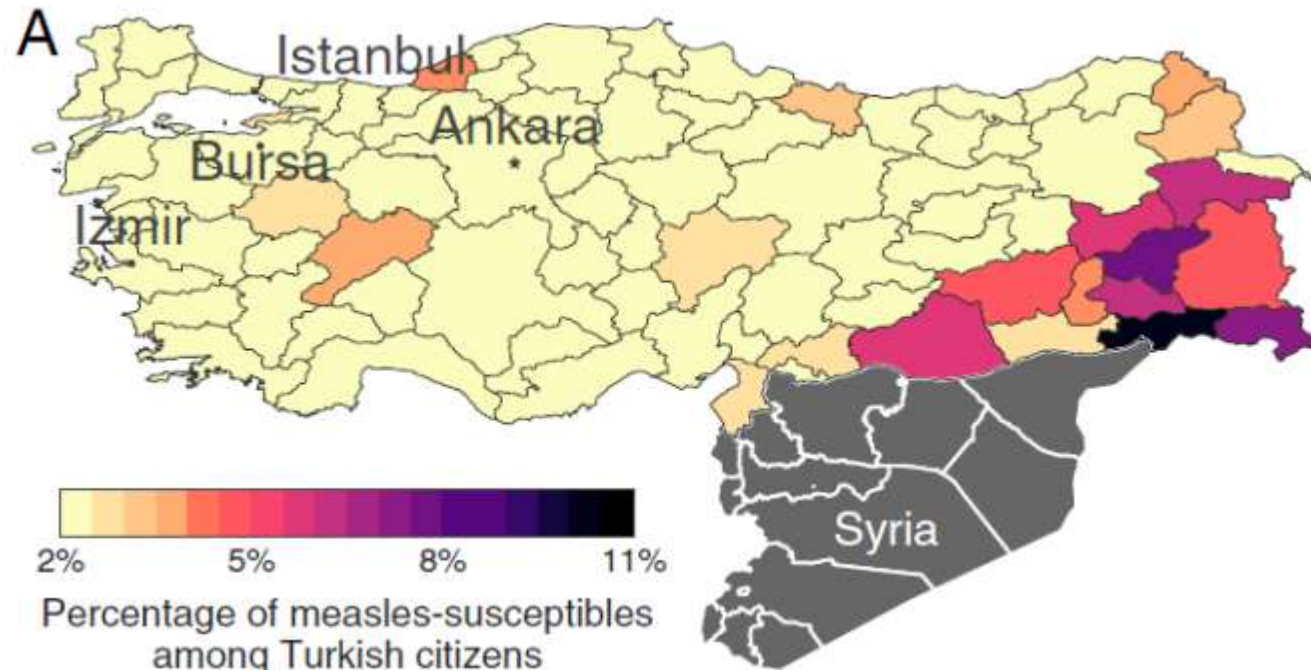 A
Istanbul
Ankara
Bursa
Izmir
Syria
2% 5% 8% 11%
Percentage of measles-susceptibles
among Turkish citizens